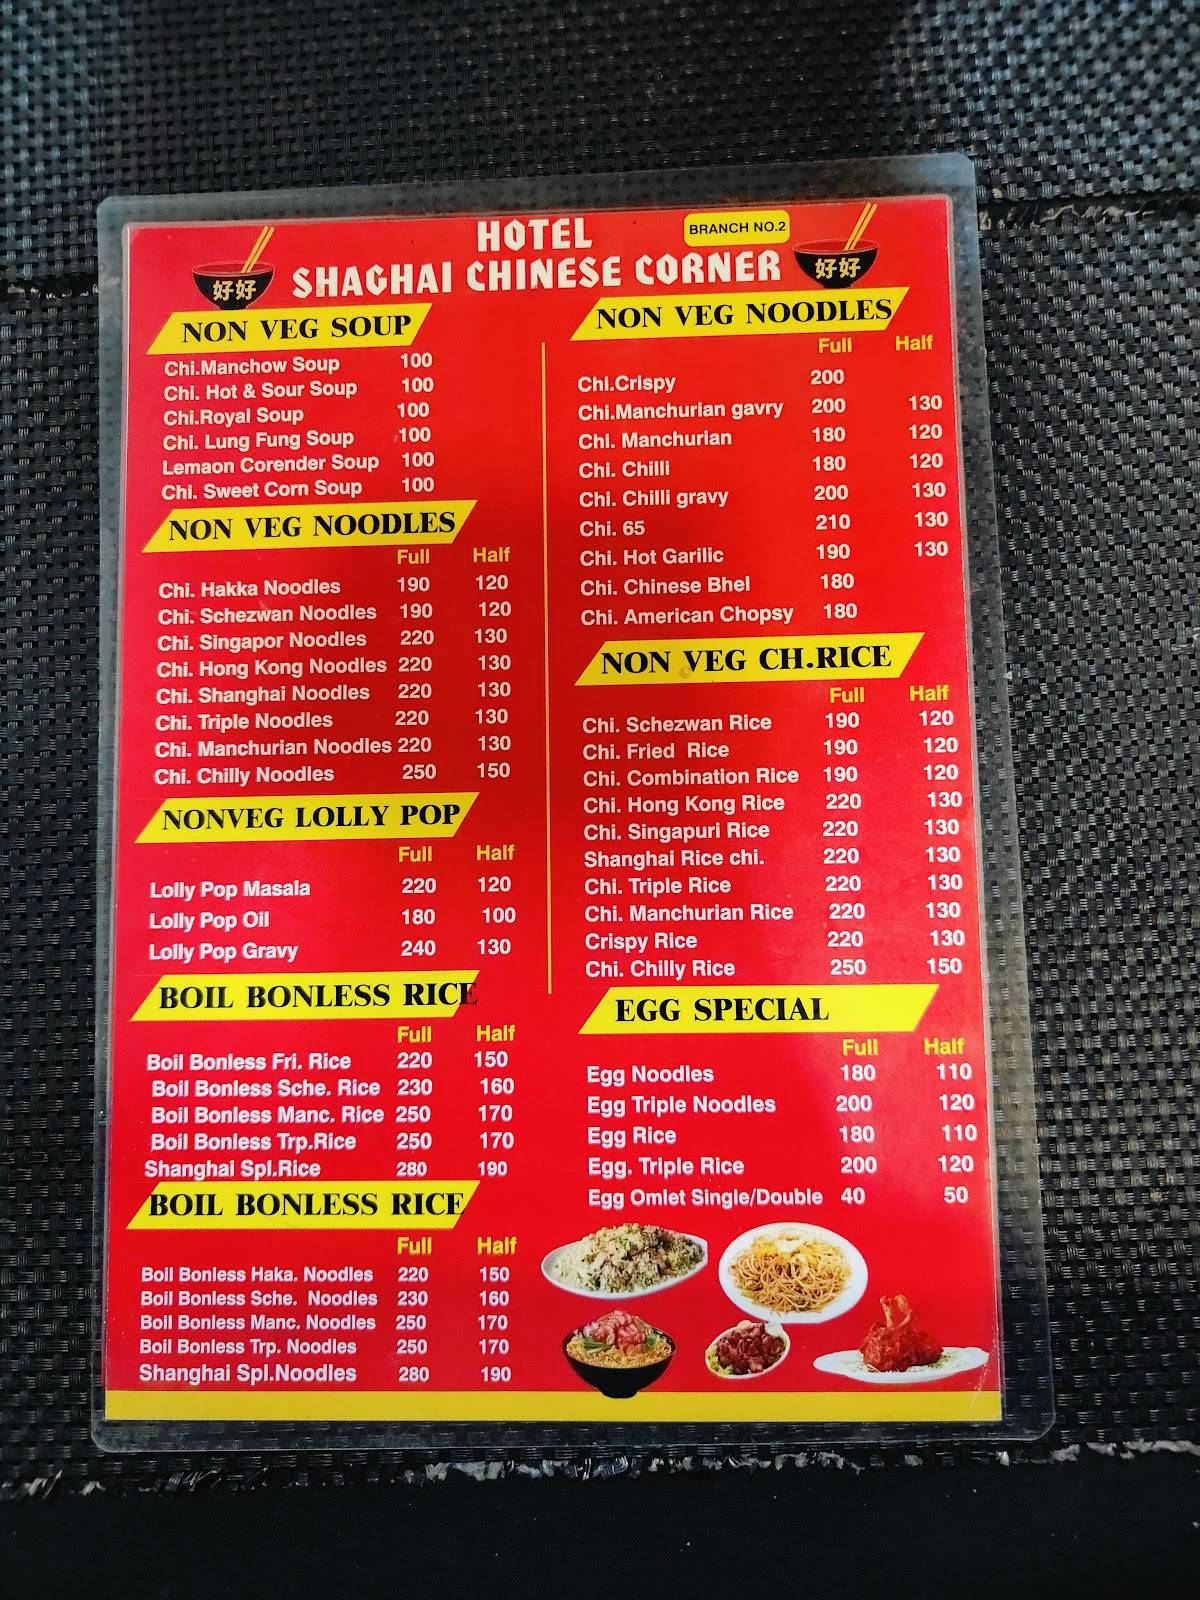 HOTEL
BRANCH NO.2
SHAGHAI CHINESE CORNER
好好
好好
NON VEG SOUP
Chi.Manchow Soup 100
Chi. Hot & Sour Soup 100
Chi.Royal Soup 100
Chi. Lung Fung Soup 100
Lemaon Corender Soup 100
Chi. Sweet Corn Soup 100
NON VEG NOODLES
Full Half
Chi. Hakka Noodles 190 120
Chi. Schezwan Noodles 190 120
Chi. Singapor Noodles 220 130
Chi. Hong Kong Noodles 220 130
Chi. Shanghai Noodles 220 130
Chi. Triple Noodles 220 130
Chi. Manchurian Noodles 220 130
Chi. Chilly Noodles 250 150
NONVEG LOLLY POP
Full Half
Lolly Pop Masala 220 120
Lolly Pop Oil 180 100
Lolly Pop Gravy 240 130
BOIL BONLESS RICE
Full Half
Boil Bonless Fri. Rice 220 150
Boil Bonless Sche. Rice 230 160
Boil Bonless Manc. Rice 250 170
Boil Bonless Trp.Rice 250 170
Shanghai Spl.Rice 280 190
BOIL BONLESS RICE
Full Half
Boil Bonless Haka. Noodles 220 150
Boil Bonless Sche. Noodles 230 160
Boil Bonless Manc. Noodles 250 170
Boil Bonless Trp. Noodles 250 170
Shanghai Spl.Noodles 280 190
NON VEG NOODLES
Full Half
Chi.Crispy 200
Chi.Manchurian gavry 200 130
Chi. Manchurian 180 120
Chi. Chilli 180 120
Chi. Chilli gravy 200 130
Chi. 65 210 130
Chi. Hot Garilic 190 130
Chi. Chinese Bhel 180
Chi. American Chopsy 180
NON VEG CH.RICE
Full Half
Chi. Schezwan Rice 190 120
Chi. Fried Rice 190 120
Chi. Combination Rice 190 120
Chi. Hong Kong Rice 220 130
Chi. Singapuri Rice 220 130
Shanghai Rice chi. 220 130
Chi. Triple Rice 220 130
Chi. Manchurian Rice 220 130
Crispy Rice 220 130
Chi. Chilly Rice 250 150
EGG SPECIAL
Full Half
Egg Noodles 180 110
Egg Triple Noodles 200 120
Egg Rice 180 110
Egg. Triple Rice 200 120
Egg Omlet Single/Double 40 50